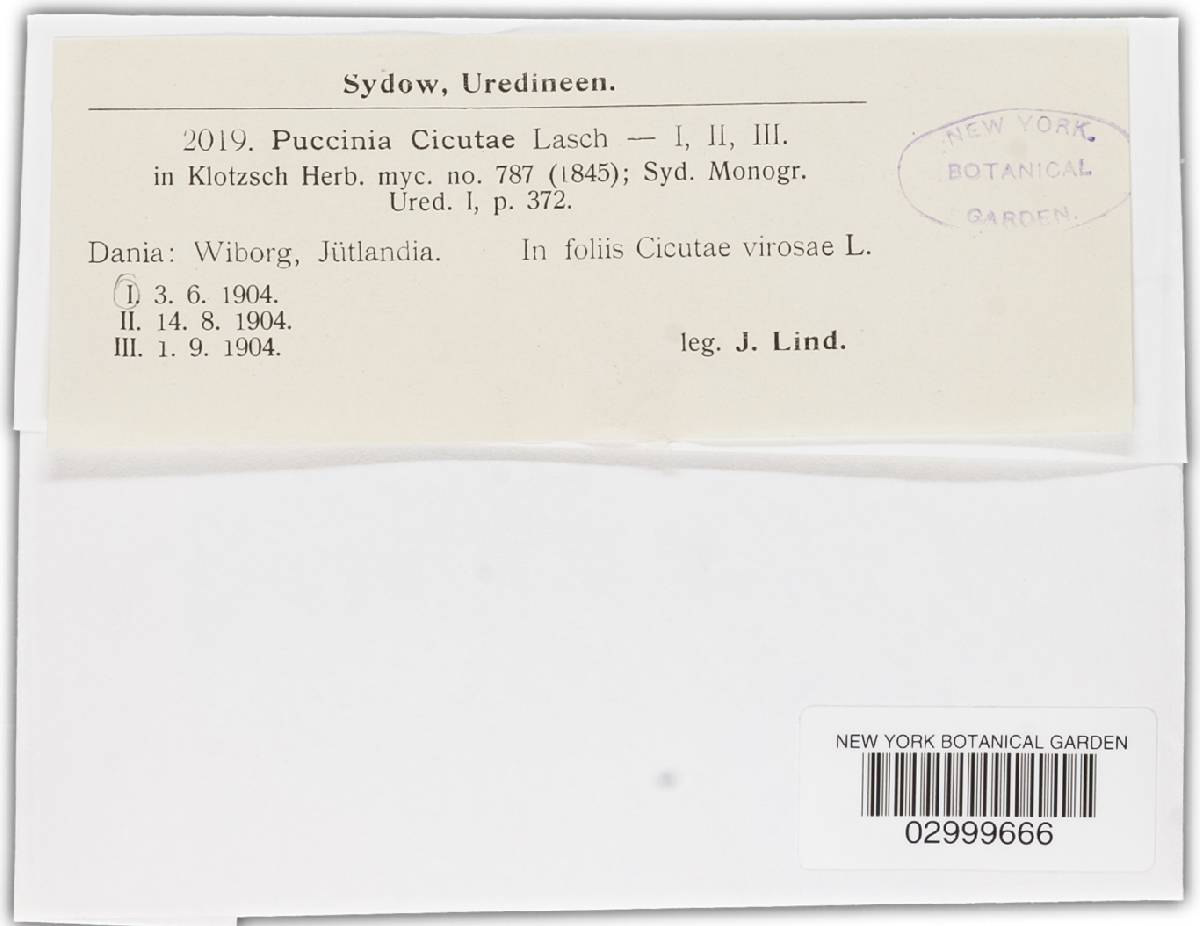 Sydow, Uredineen.
2019. Puccinia Cicutae Lasch — I, II, III.
in Klotzsch Herb. myc. no. 787 (1845); Syd. Monogr.
Ured. I, p. 372.
Dania: Wiborg, Jütlandia. In foliis Cicutae virosae L.
I. 3. 6. 1904.
II. 14. 8. 1904.
III. 1. 9. 1904.
leg. J. Lind.
NEW YORK
BOTANICAL
GARDEN.
NEW YORK BOTANICAL GARDEN
02999666